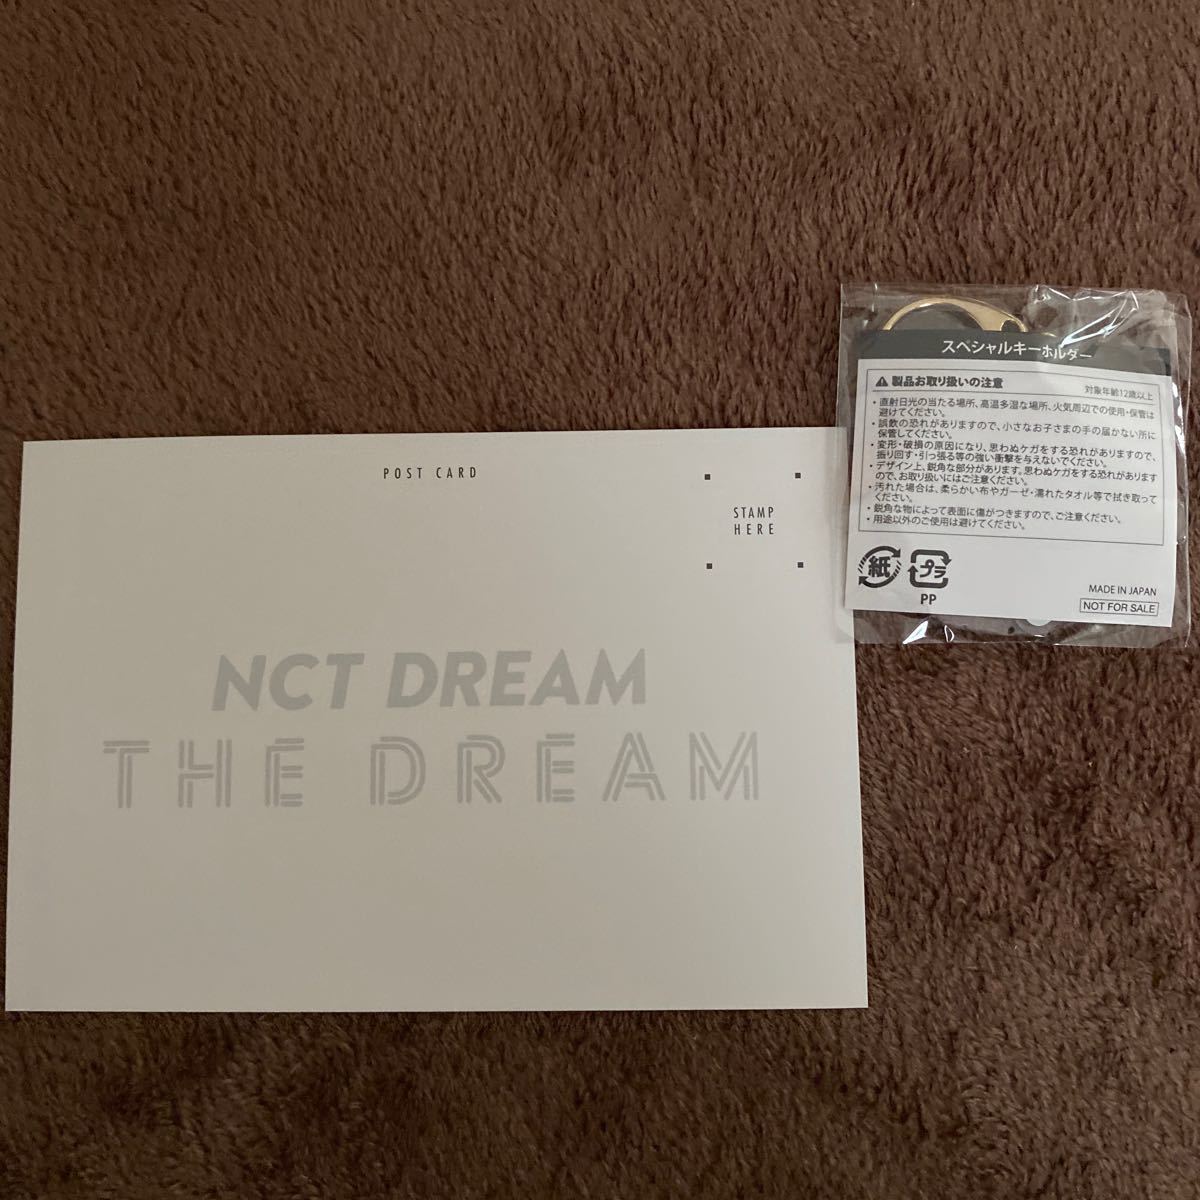 POST CARD
STAMP
HERE
NCT DREAM
THE DREAM
スペシャルキーホルダー
製品お取り扱いの注意
対象年齢12歳以上
・直射日光の当たる場所、高温多湿な場所、火気周辺での使用・保管は
避けてください。
・誤飲の恐れがありますので、小さなお子さまの手の届かない所に
保管してください。
・変形・破損の原因になり、思わぬケガをする恐れがありますので、
振り回す・引っ張る等の強い衝撃を与えないでください。
・デザイン上、鋭角な部分があります。思わぬケガをする恐れがあります
ので、お取り扱いにはご注意ください。
・汚れた場合は、柔らかい布やガーゼ・濡れたタオル等で拭き取って
ください。
・鋭角な物によって表面に傷がつきますので、ご注意ください。
・用途以外のご使用は避けてください。
紙
プラ
PP
MADE IN JAPAN
NOT FOR SALE